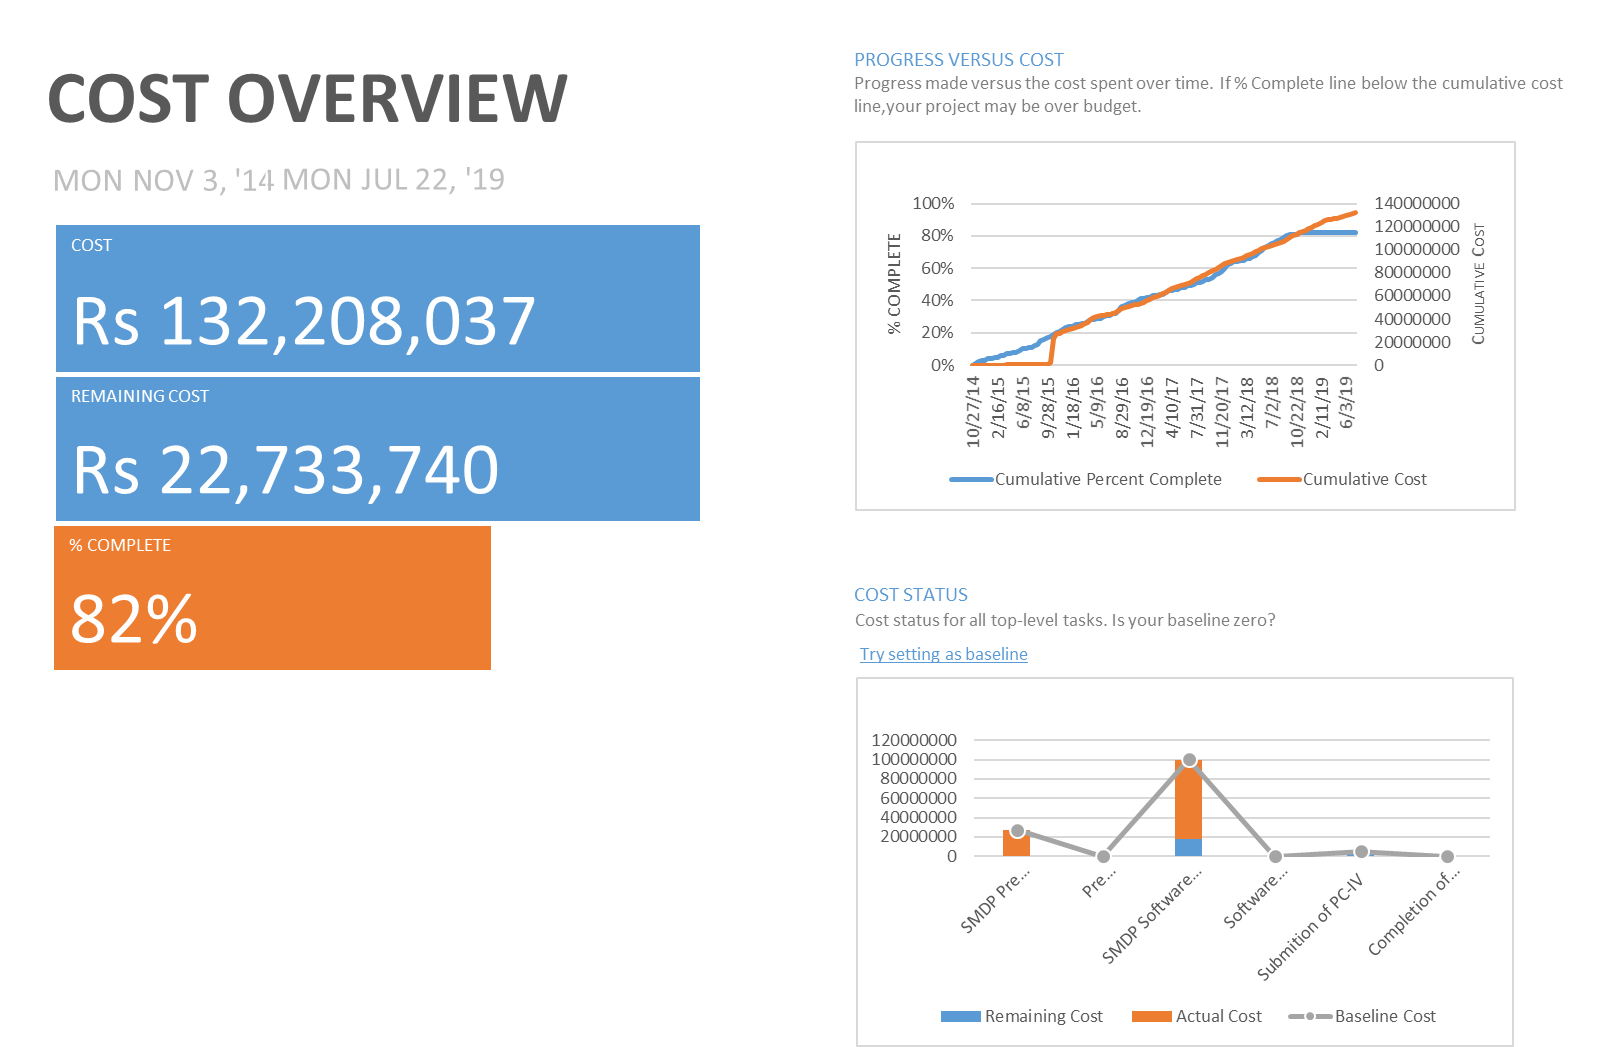 COST OVERVIEW
MON NOV 3, '14 MON JUL 22, '19
COST
Rs 132,208,037
REMAINING COST
Rs 22,733,740
% COMPLETE
82%
PROGRESS VERSUS COST
Progress made versus the cost spent over time. If % Complete line below the cumulative cost
line,your project may be over budget.
% COMPLETE
100%
80%
60%
40%
20%
0%
140000000
120000000
100000000
80000000
60000000
40000000
20000000
0
CUMULATIVE COST
10/27/14
2/16/15
6/8/15
9/28/15
1/18/16
5/9/16
8/29/16
12/19/16
4/10/17
7/31/17
11/20/17
3/12/18
7/2/18
10/22/18
2/11/19
6/3/19
Cumulative Percent Complete
Cumulative Cost
COST STATUS
Cost status for all top-level tasks. Is your baseline zero?
Try setting as baseline
120000000
100000000
80000000
60000000
40000000
20000000
0
SMDP Pre...
Pre...
SMDP Software...
Software...
Submition of PC-IV
Completion of...
Remaining Cost
Actual Cost
Baseline Cost